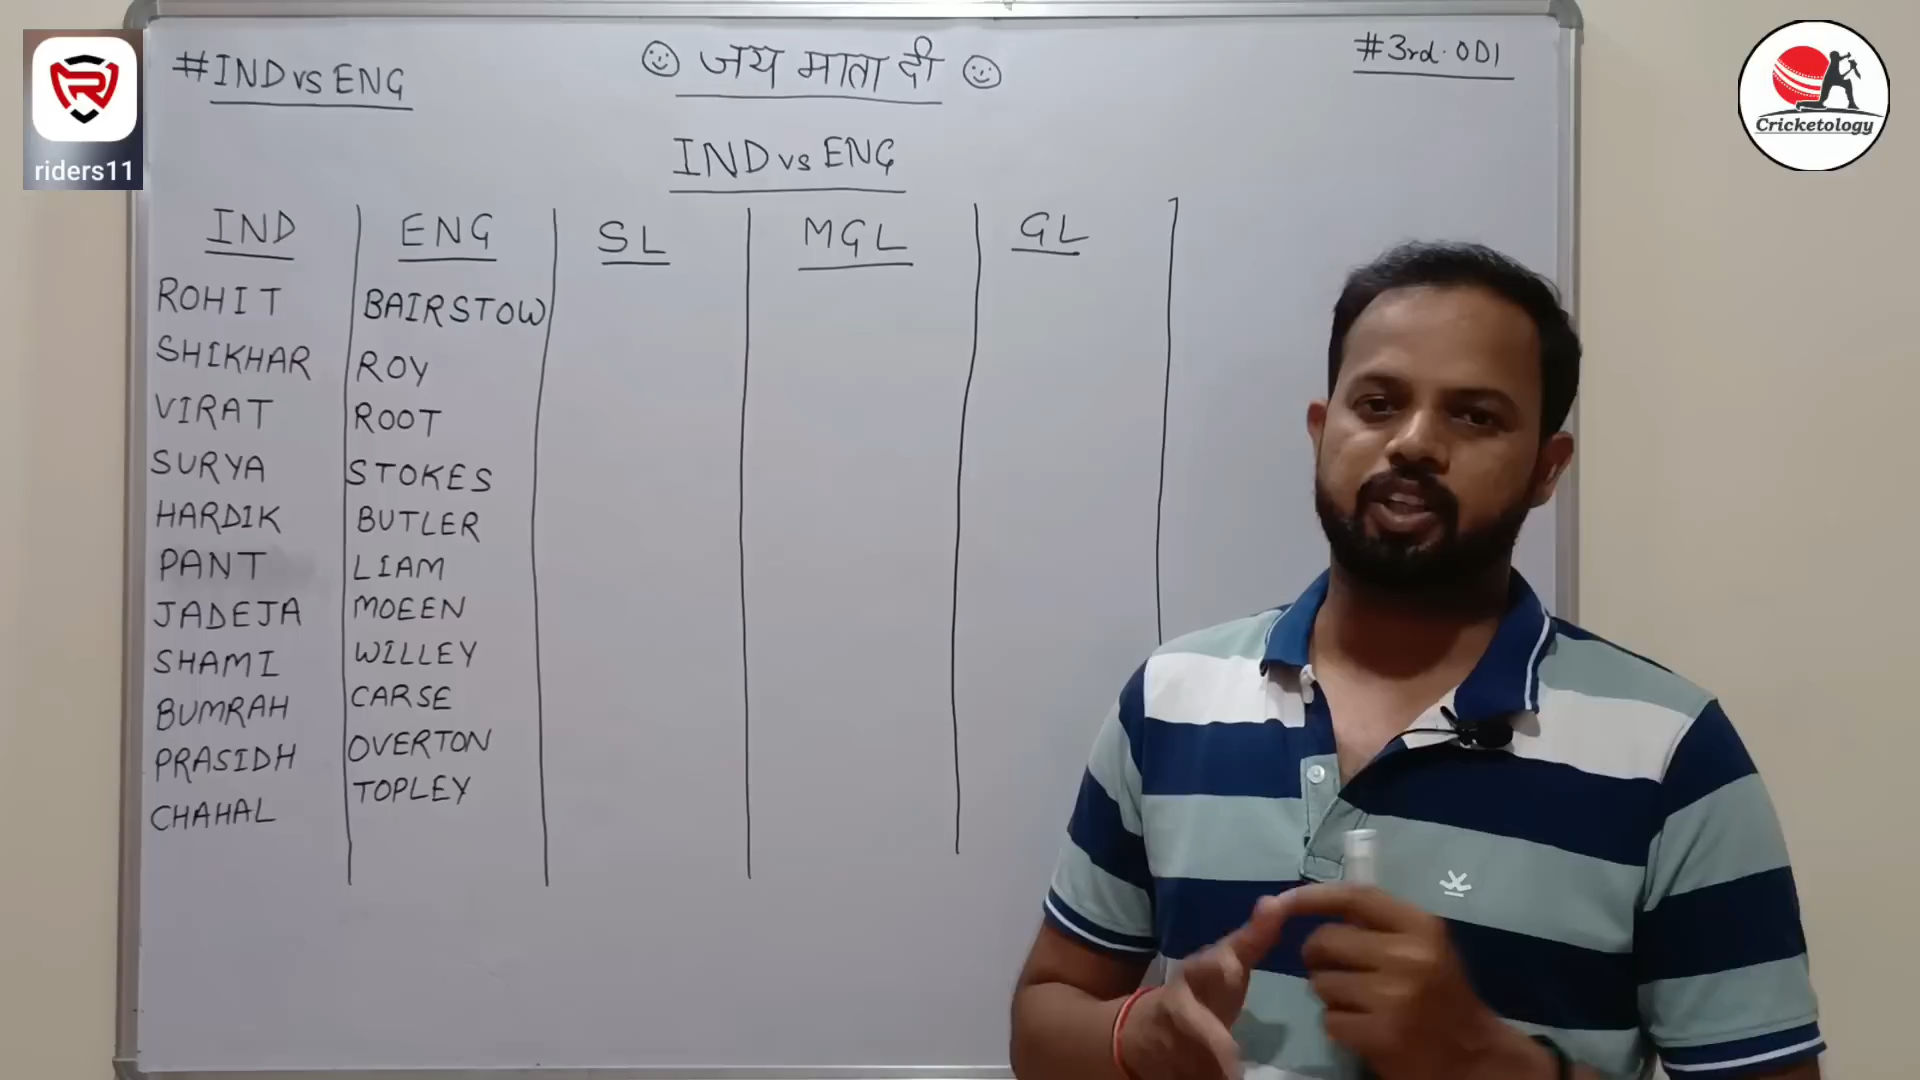 #IND vs ENG
जय माता दी
#3rd. ODI
riders11
Cricketology
IND vs ENG
IND
ROHIT
SHIKHAR
VIRAT
SURYA
HARDIK
PANT
JADEJA
SHAMI
BUMRAH
PRASIDH
CHAHAL
ENG
BAIRSTOW
ROY
ROOT
STOKES
BUTLER
LIAM
MOEEN
WILLEY
CARSE
OVERTON
TOPLEY
SL
MGL
GL